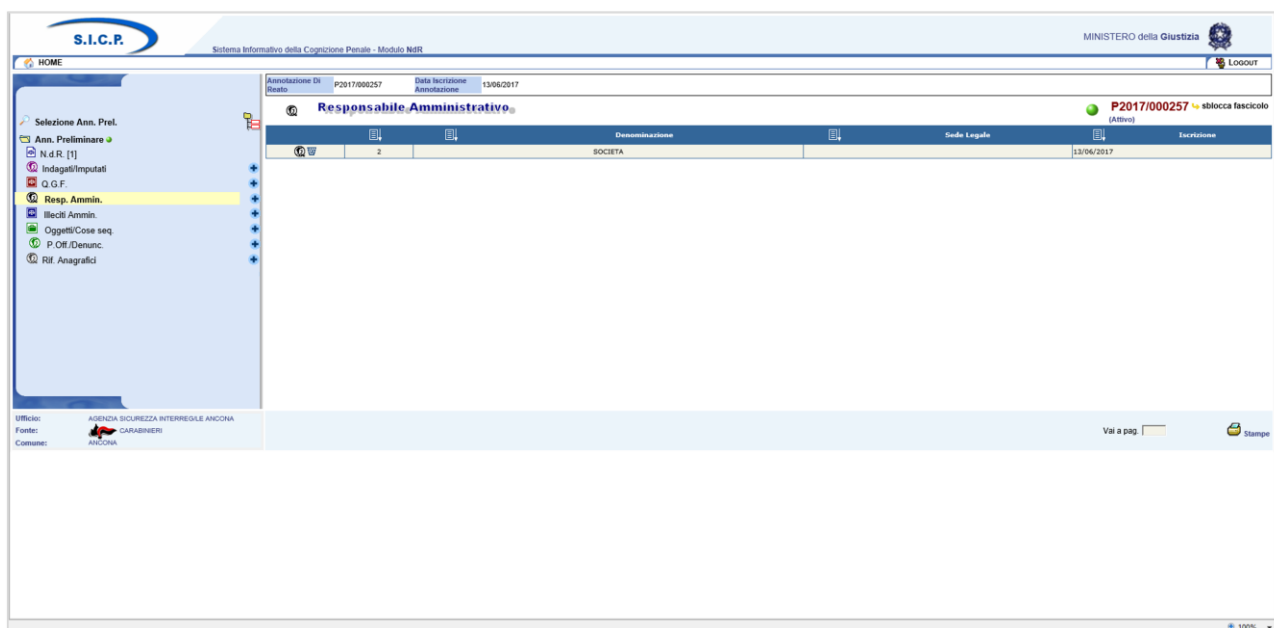 S.I.C.P.
Sistema Informativo della Cognizione Penale - Modulo NdR
MINISTERO della Giustizia
HOME
LOGOUT
Annotazione Di Reato P2017/000257 Data Iscrizione Annotazione 13/06/2017
Responsabile Amministrativo
P2017/000257 sblocca fascicolo
(Attivo)
Selezione Ann. Prel.
Ann. Preliminare
N.d.R. [1]
Indagati/Imputati
Q.G.F.
Resp. Ammin.
Illeciti Ammin.
Oggetti/Cose seq.
P.Off./Denunc.
Rif. Anagrafici
Denominazione Sede Legale Iscrizione
2 SOCIETA 13/06/2017
Ufficio: AGENZIA SICUREZZA INTERREG/LE ANCONA
Fonte: CARABINIERI
Comune: ANCONA
Vai a pag. Stampe
100%